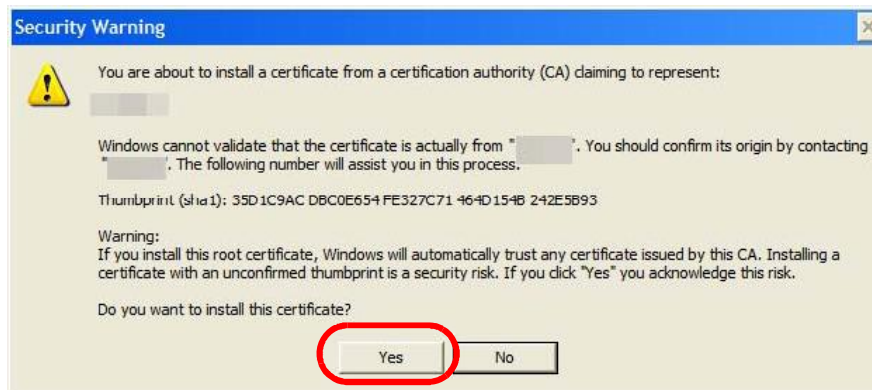 Security Warning
You are about to install a certificate from a certification authority (CA) claiming to represent:
Windows cannot validate that the certificate is actually from " ". You should confirm its origin by contacting
" ". The following number will assist you in this process.
Thumbprint (sha1): 35D1C9AC DBC0E654 FE327C71 464D154B 242E5B93
Warning:
If you install this root certificate, Windows will automatically trust any certificate issued by this CA. Installing a
certificate with an unconfirmed thumbprint is a security risk. If you click "Yes" you acknowledge this risk.
Do you want to install this certificate?
Yes No